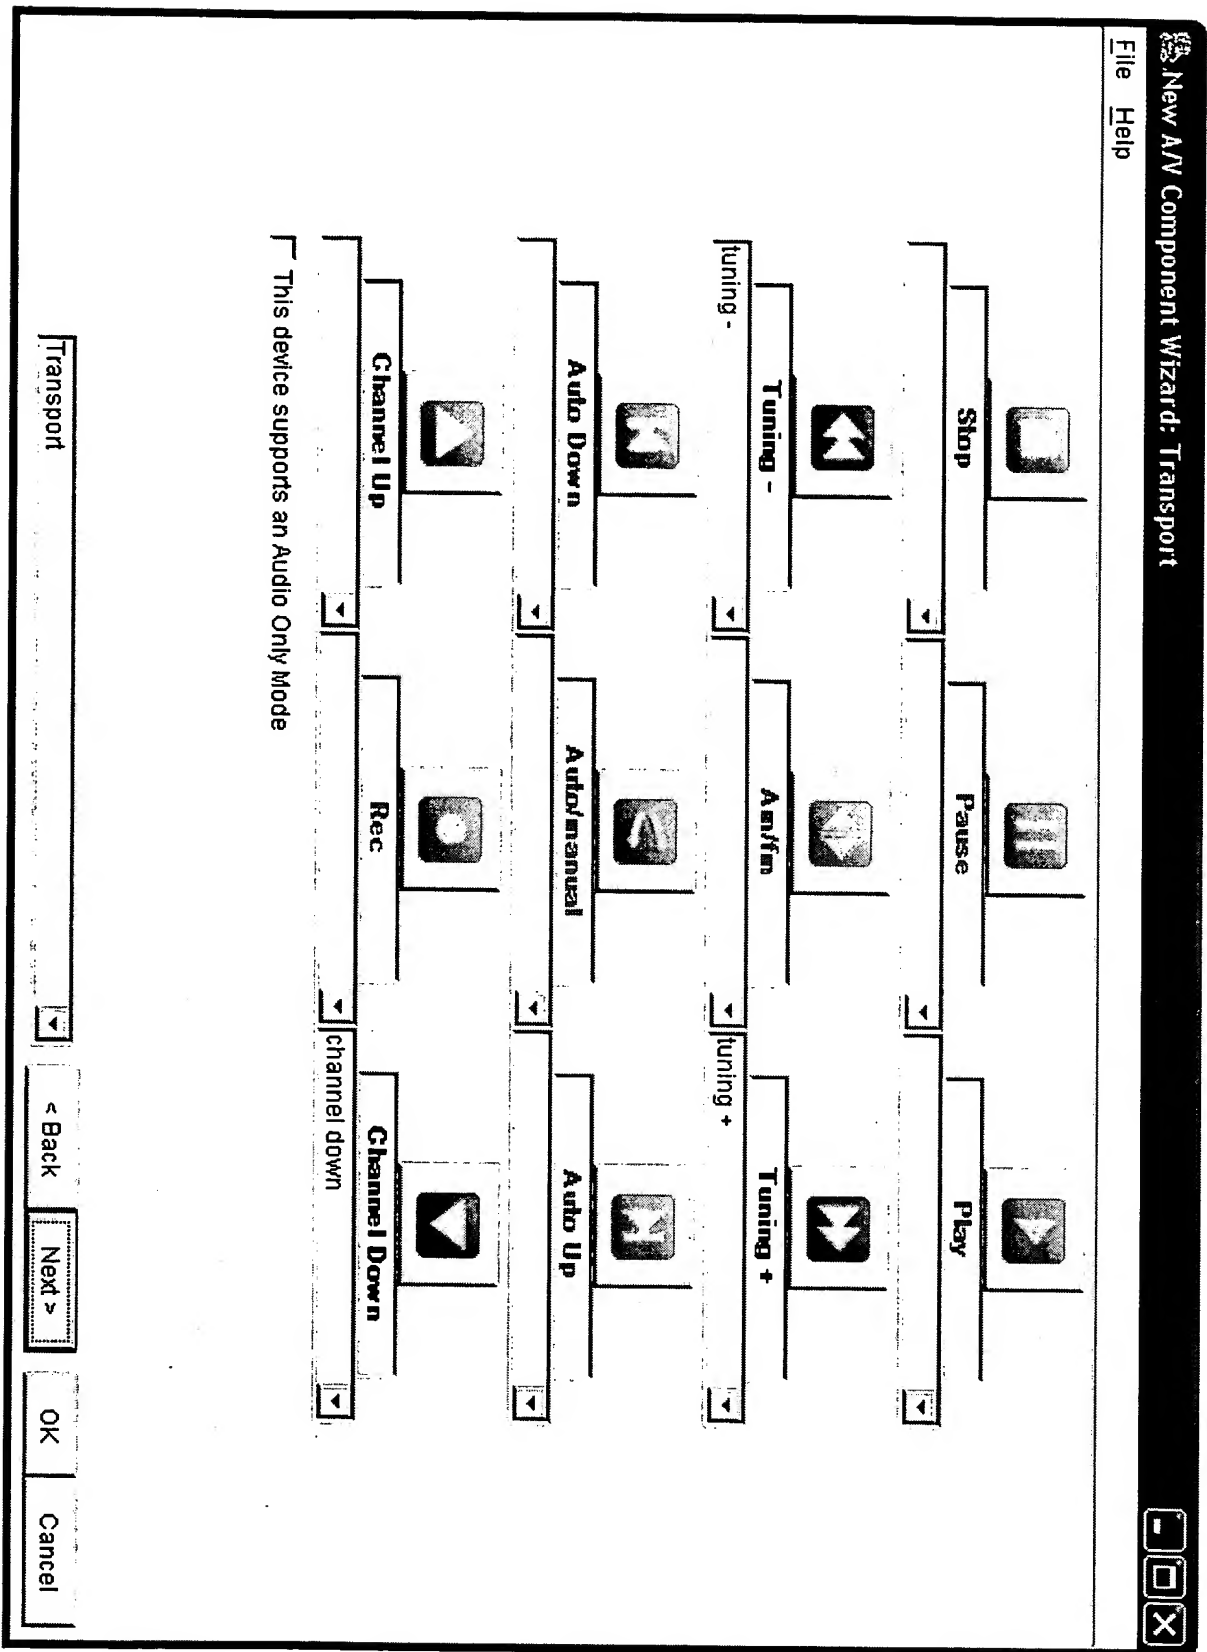 New A/V Component Wizard: Transport
File Help
Stop Pause Play
Tuning - Am/fm Tuning +
tuning - tuning +
Auto Down Auto/manual Auto Up
Channel Up Rec Channel Down
channel down
This device supports an Audio Only Mode
Transport < Back Next > OK Cancel